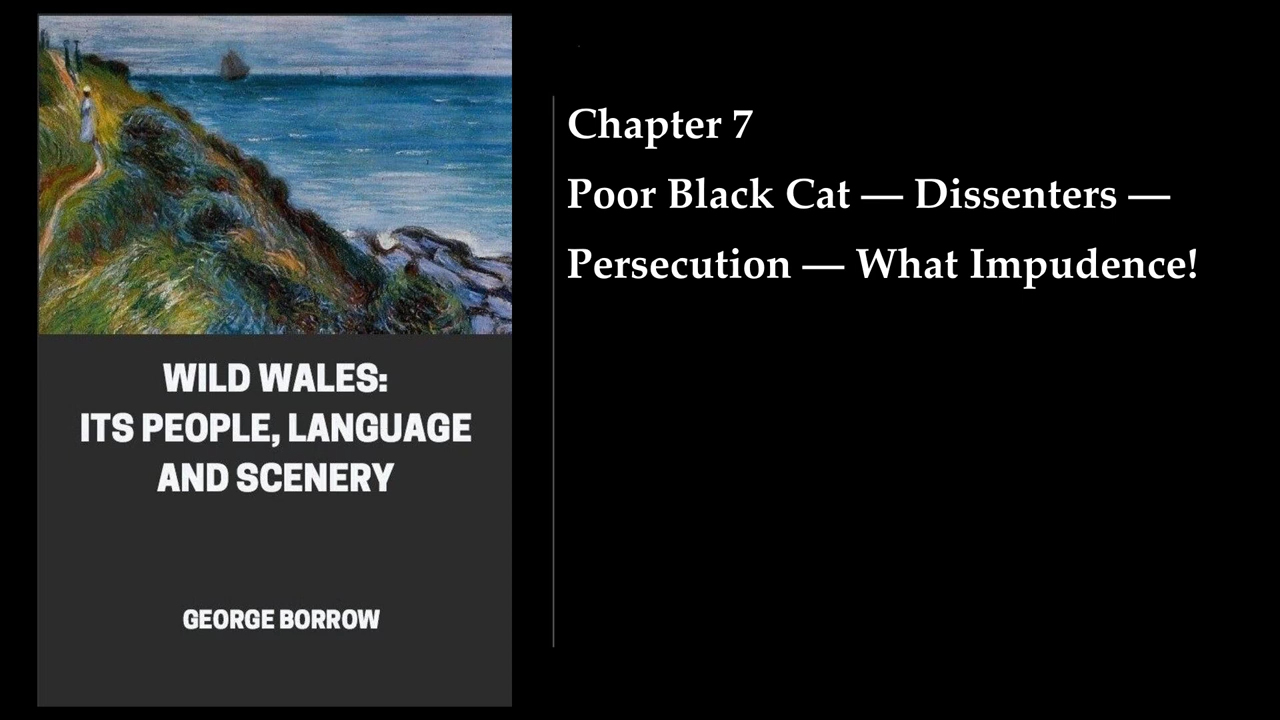 WILD WALES:
ITS PEOPLE, LANGUAGE
AND SCENERY
GEORGE BORROW
Chapter 7
Poor Black Cat — Dissenters —
Persecution — What Impudence!